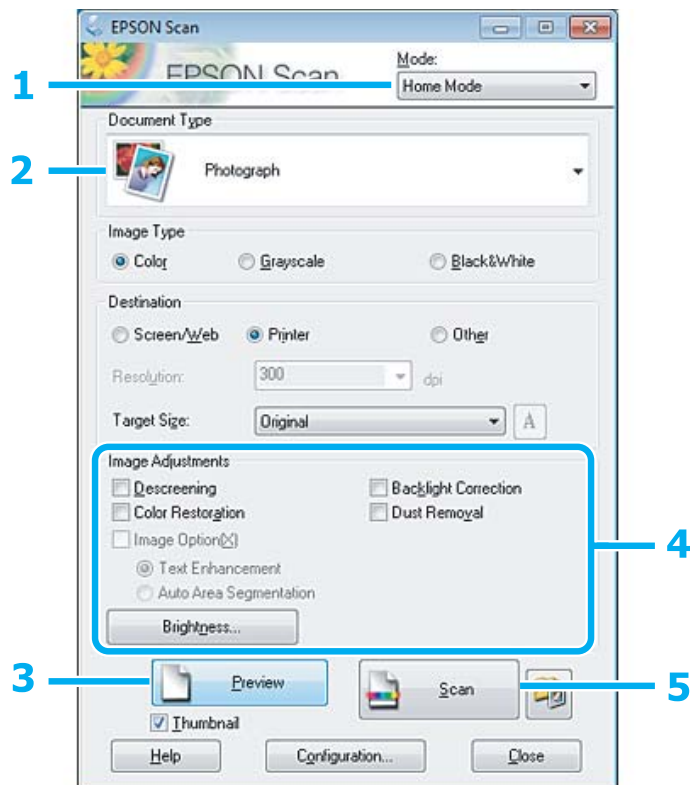 EPSON Scan
EPSON Scan
Mode:
1
Home Mode
Document Type
2
Photograph
Image Type
Color Grayscale Black&White
Destination
Screen/Web Printer Other
Resolution: 300 dpi
Target Size: Original A
Image Adjustments
Descreening Backlight Correction
Color Restoration Dust Removal
Image Option(X)
4
Text Enhancement
Auto Area Segmentation
Brightness...
3 Preview Scan 5
Thumbnail
Help Configuration... Close